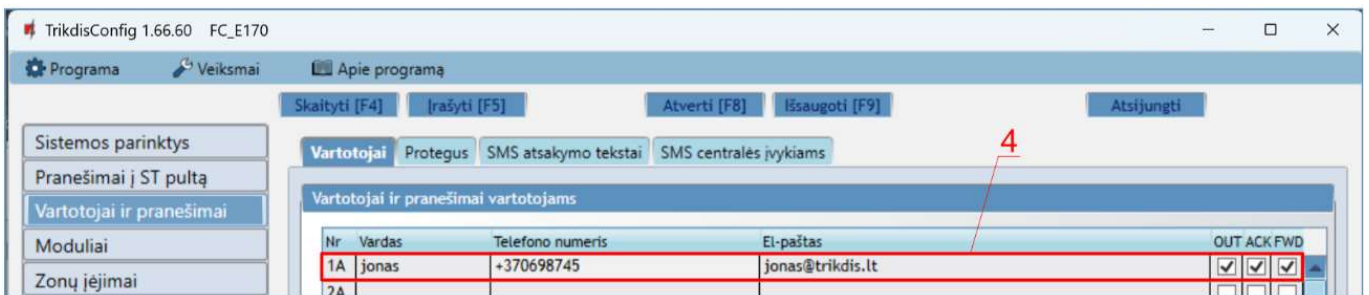 TrikdisConfig 1.66.60 FC_E170
Programa Veiksmai Apie programą
Skaityti [F4] Įrašyti [F5] Atverti [F8] Išsaugoti [F9] Atsijungti
Sistemos parinktys
Pranešimai į ST pultą
Vartotojai ir pranešimai
Moduliai
Zonų įėjimai
Vartotojai Protegus SMS atsakymo tekstai SMS centralės įvykiams
4
Vartotojai ir pranešimai vartotojams
Nr Vardas Telefono numeris El-paštas OUT ACK FWD
1A jonas +370698745 jonas@trikdis.lt
2A